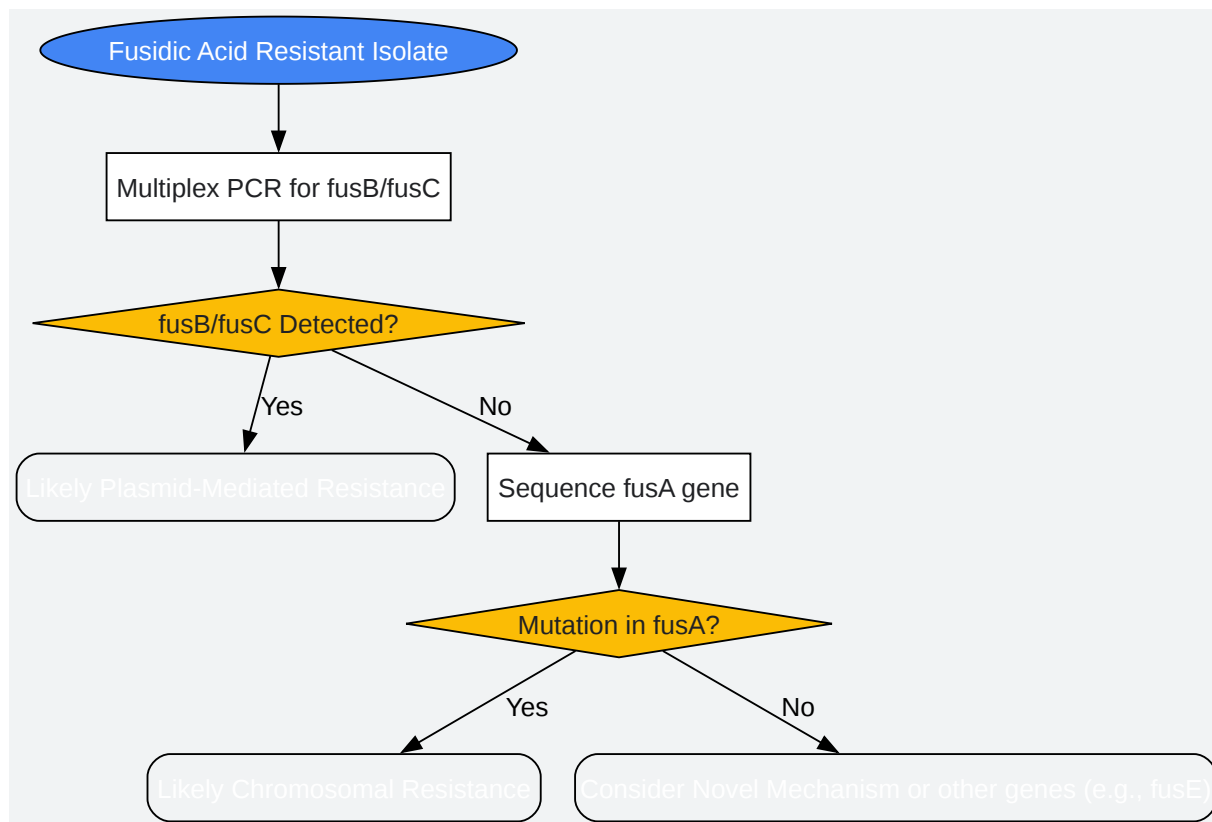 Fusidic Acid Resistant Isolate
Multiplex PCR for fusB/fusC
fusB/fusC Detected?
Yes
No
Likely Plasmid-Mediated Resistance
Sequence fusA gene
Mutation in fusA?
Yes
No
Likely Chromosomal Resistance
Consider Novel Mechanism or other genes (e.g., fusE)